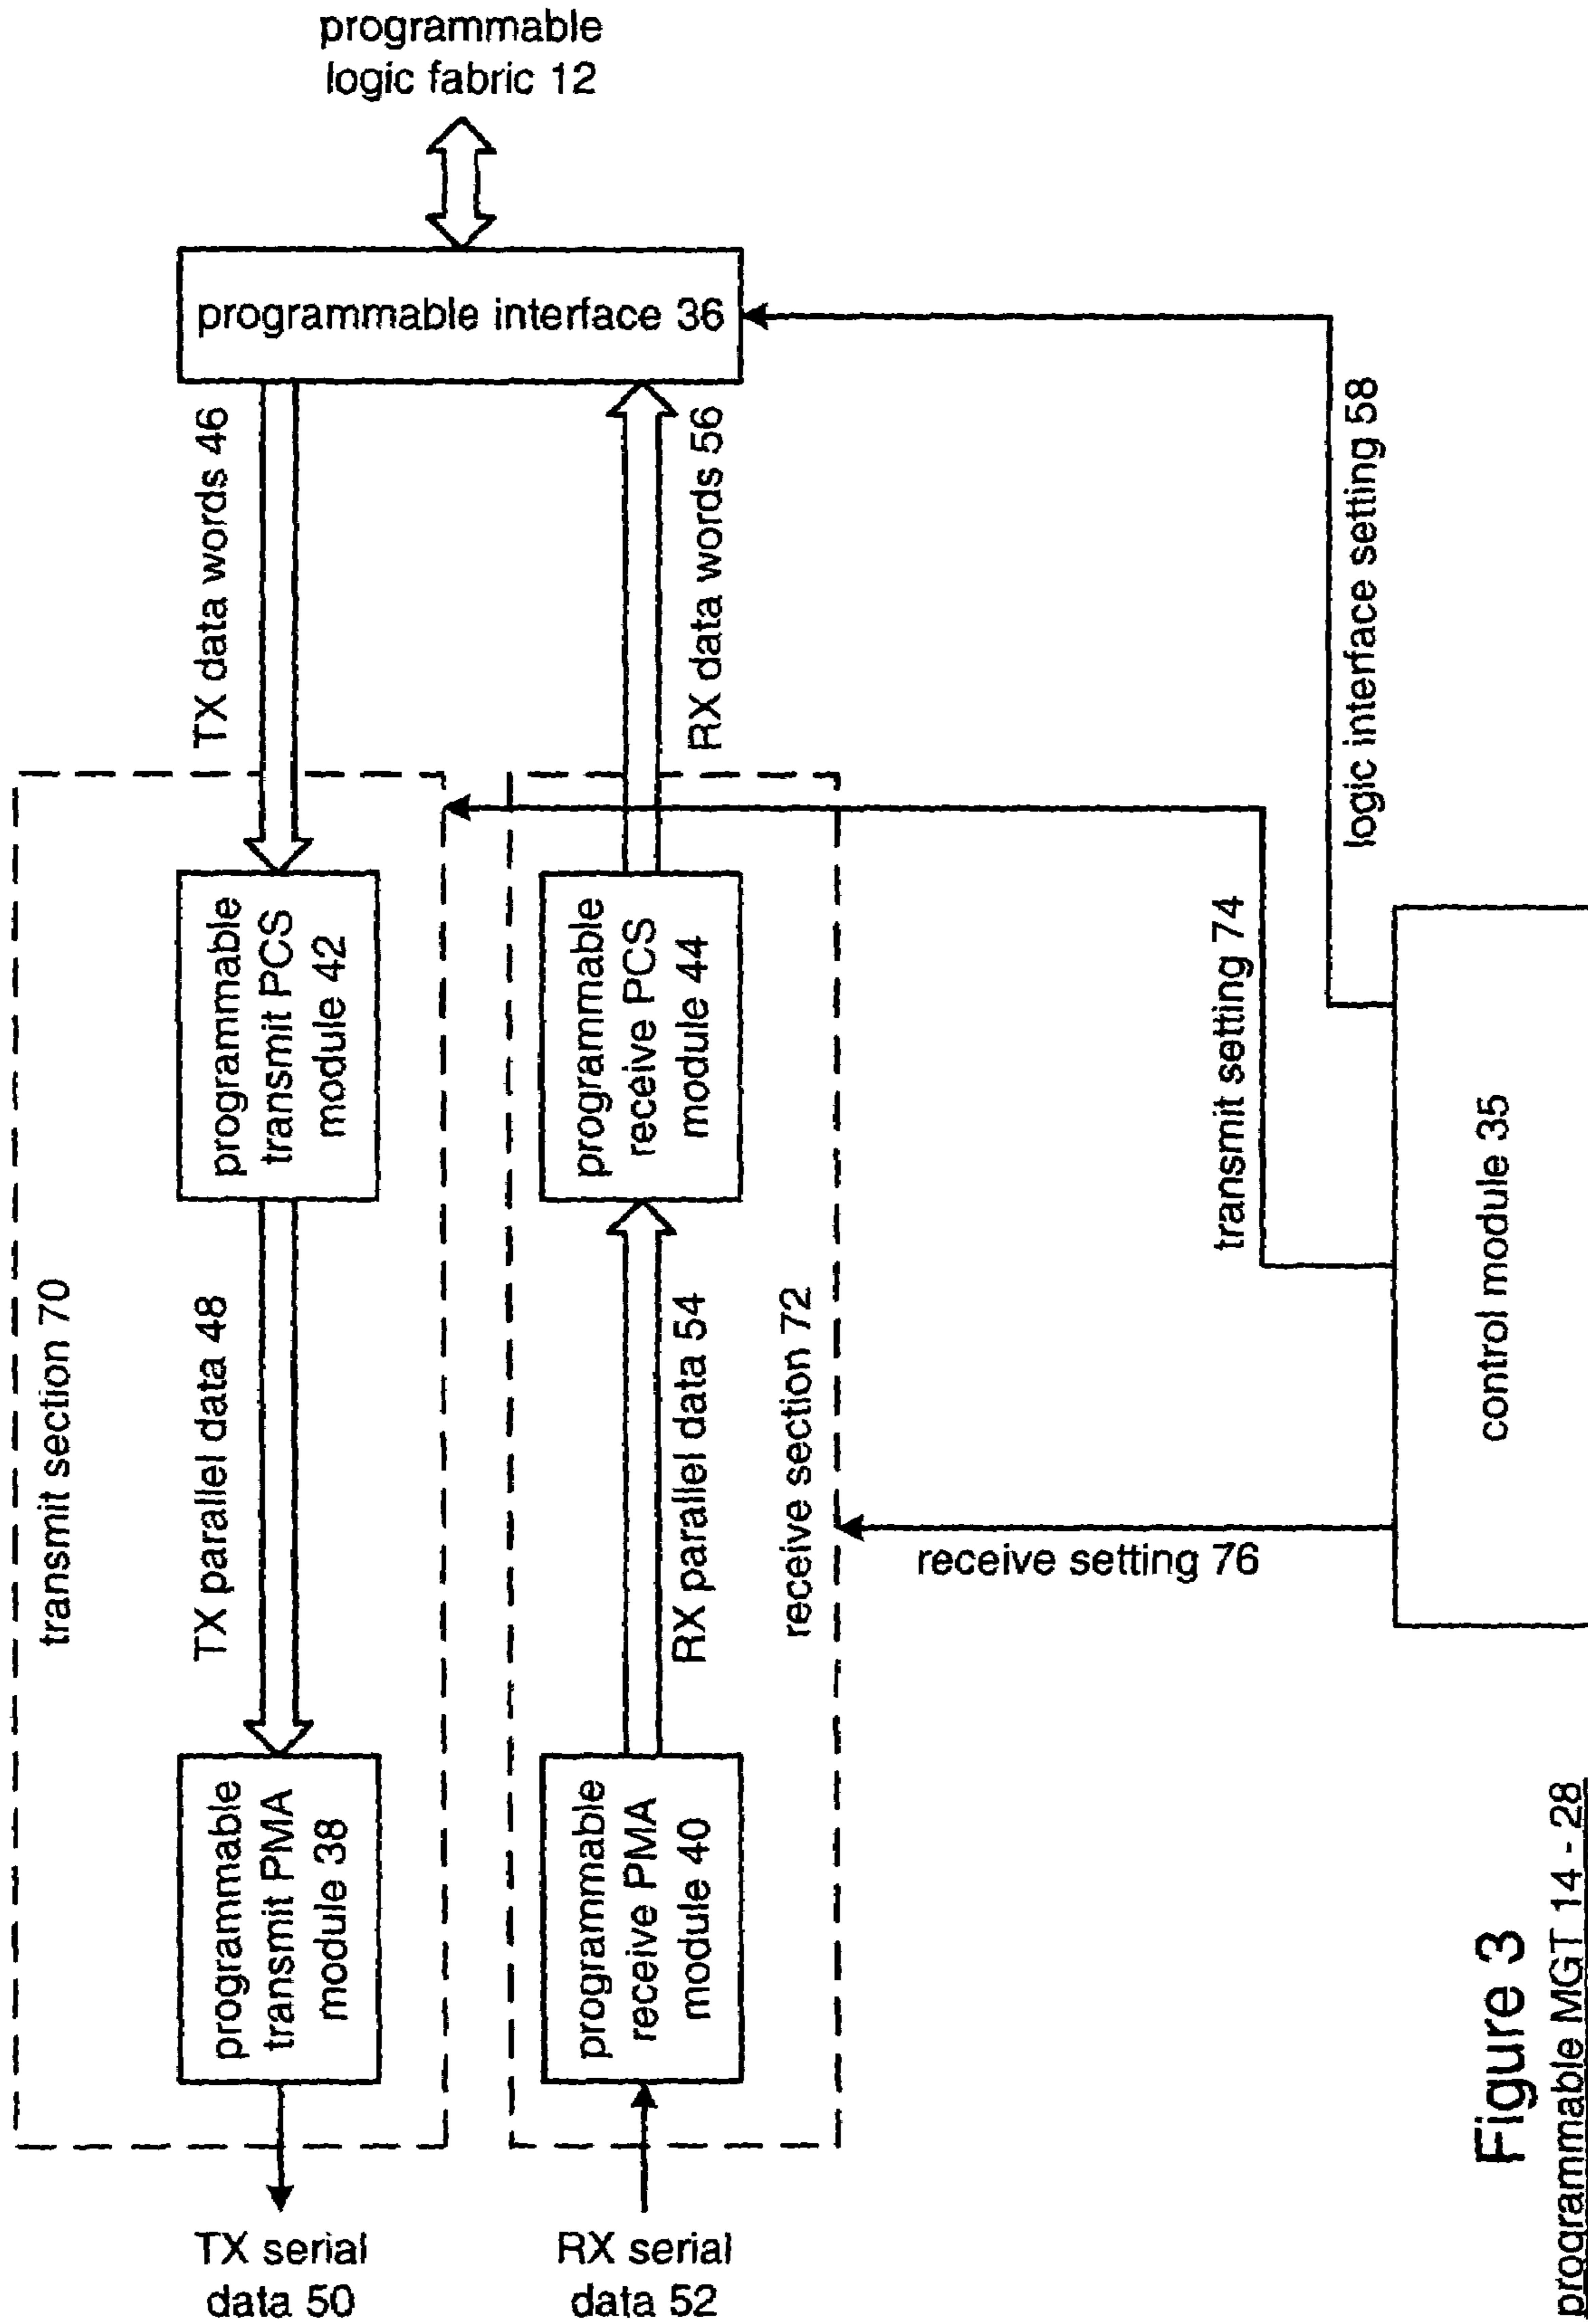 programmable
logic fabric 12
programmable interface 36
TX data words 46
RX data words 56
logic interface setting 58
transmit setting 74
programmable
transmit PCS
module 42
programmable
receive PCS
module 44
control module 35
transmit section 70
TX parallel data 48
RX parallel data 54
receive section 72
receive setting 76
programmable
transmit PMA
module 38
programmable
receive PMA
module 40
TX serial
data 50
RX serial
data 52
Figure 3
programmable MGT 14 - 28